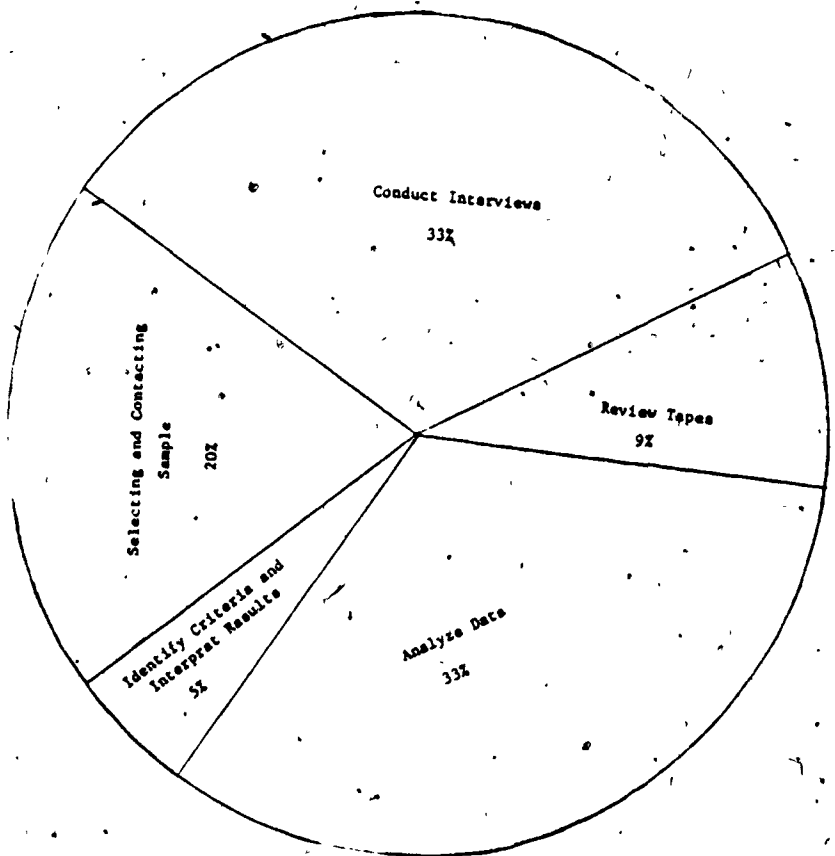 Conduct Interviews
33%
Review Tapes
9%
Selecting and Contacting
Sample
20%
Identify Criteria and
Interpret Results
5%
Analyze Data
33%